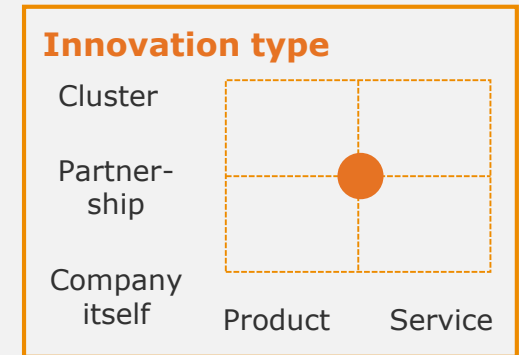 Innovation type
Cluster
Partner-
ship
Company
itself
Product Service